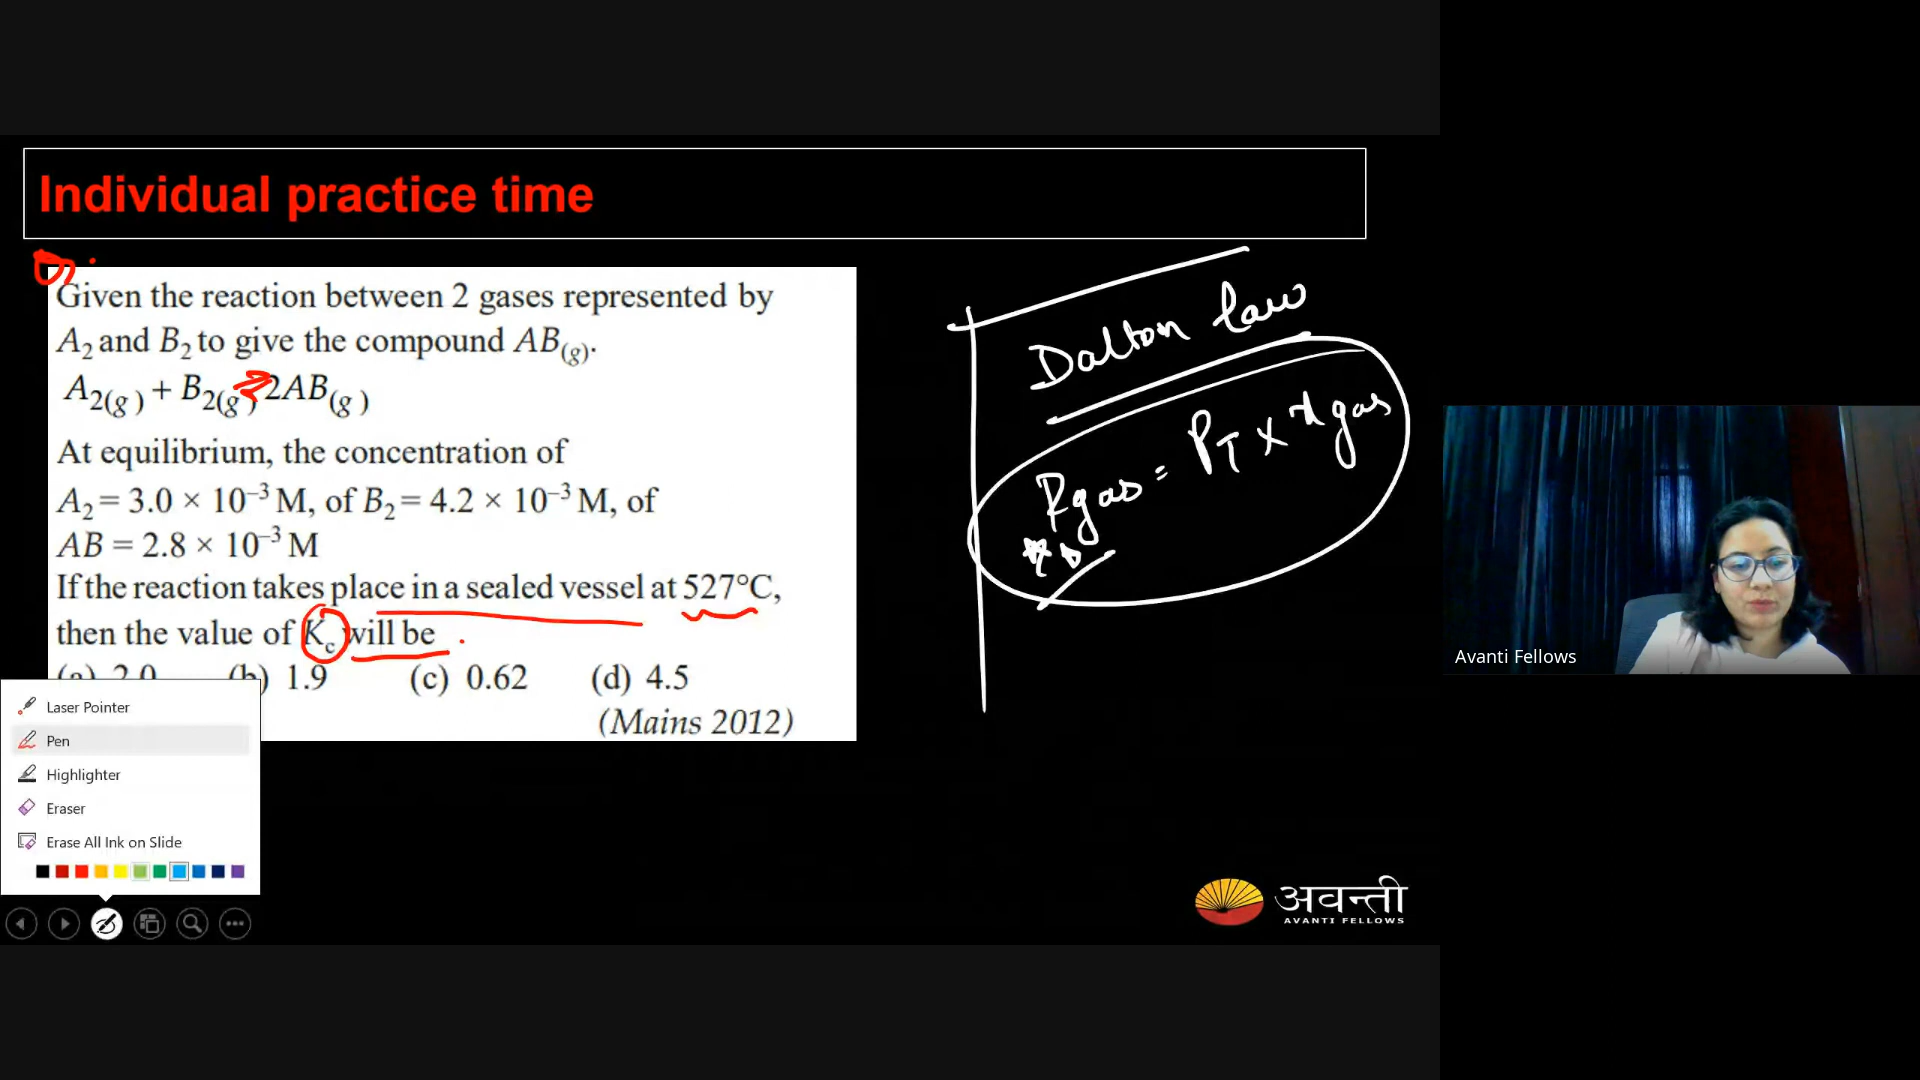 Individual practice time
Given the reaction between 2 gases represented by
A₂ and B₂ to give the compound AB(g).
A₂(g) + B₂(g) ⇌ 2AB(g)
At equilibrium, the concentration of
A₂ = 3.0 × 10⁻³ M, of B₂ = 4.2 × 10⁻³ M, of
AB = 2.8 × 10⁻³ M
If the reaction takes place in a sealed vessel at 527°C,
then the value of Kc will be
(a) 2.0 (b) 1.9 (c) 0.62 (d) 4.5
(Mains 2012)
Dalton law
Pgas = PT × xgas
Laser Pointer
Pen
Highlighter
Eraser
Erase All Ink on Slide
Avanti Fellows
अवन्ती
AVANTI FELLOWS